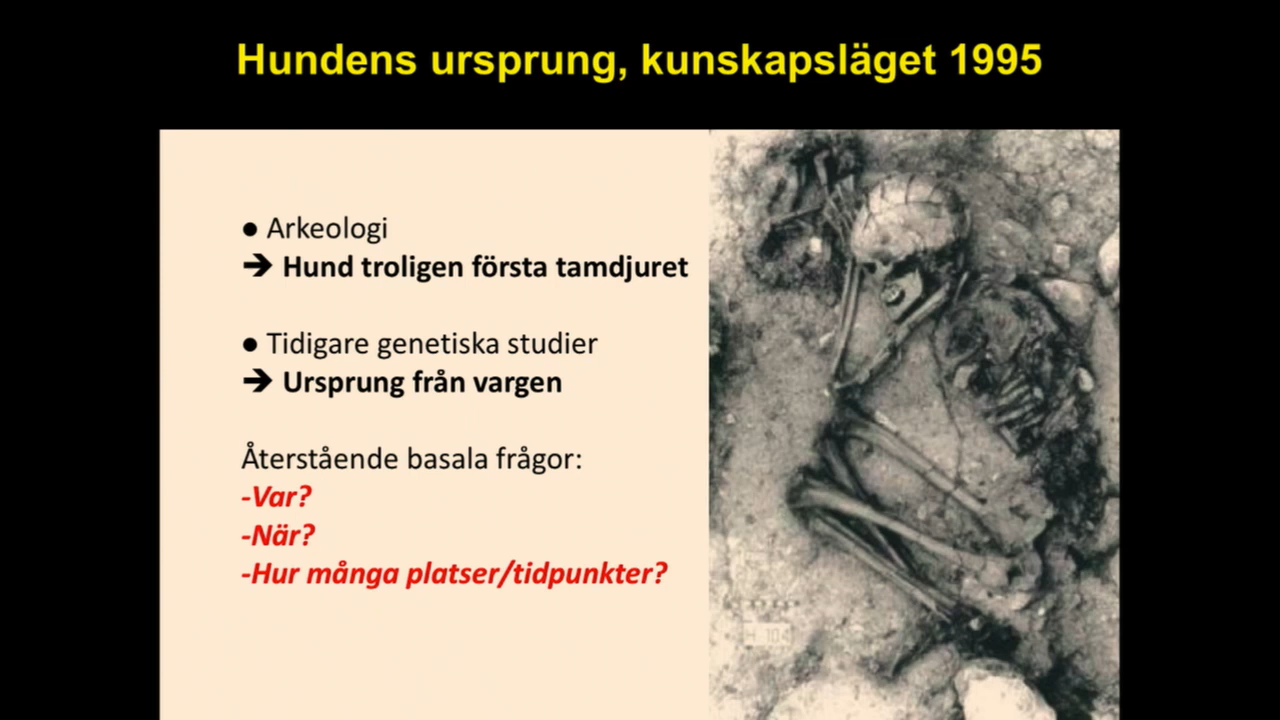 Hundens ursprung, kunskapsläget 1995
● Arkeologi
➔ Hund troligen första tamdjuret
● Tidigare genetiska studier
➔ Ursprung från vargen
Återstående basala frågor:
-Var?
-När?
-Hur många platser/tidpunkter?
H 104